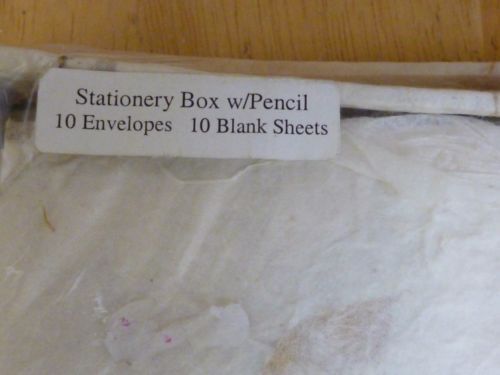 Stationery Box w/Pencil
10 Envelopes 10 Blank Sheets